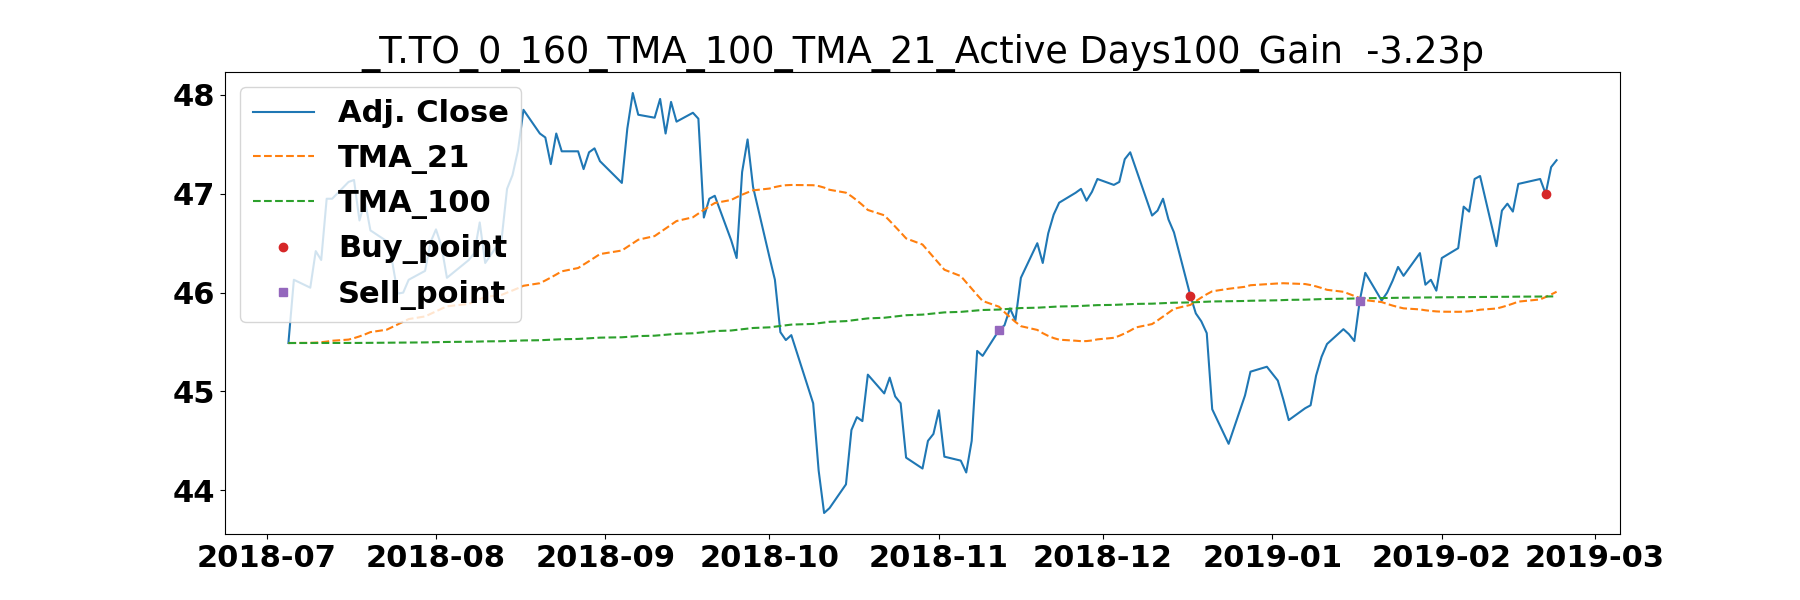 _T.TO_0_160_TMA_100_TMA_21_Active Days100_Gain  -3.23p
48
47
46
45
44
Adj. Close
TMA_21
TMA_100
Buy_point
Sell_point
2018-07 2018-08 2018-09 2018-10 2018-11 2018-12 2019-01 2019-02 2019-03